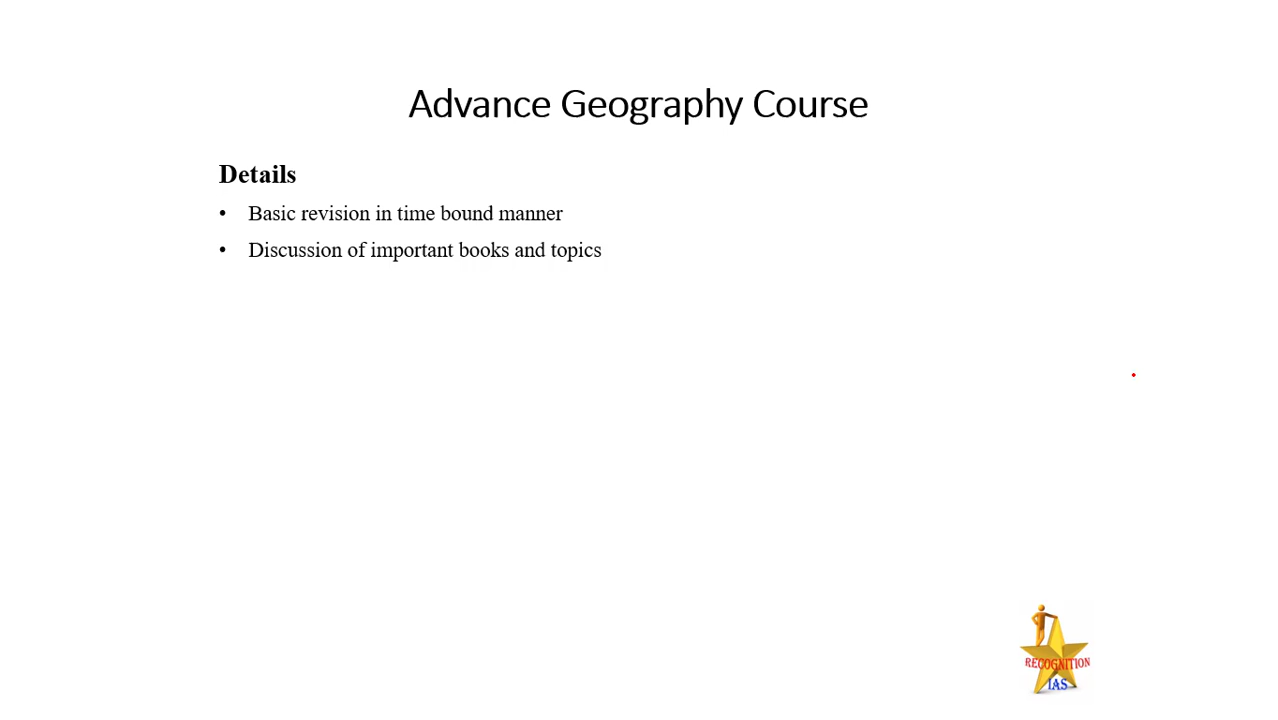 Advance Geography Course
Details
• Basic revision in time bound manner
• Discussion of important books and topics
RECOGNITION
IAS